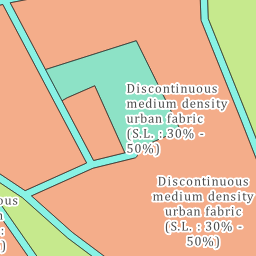 Discontinuous
medium density
urban fabric
(S.L. : 30% -
50%)
Discontinuous
medium density
urban fabric
(S.L. : 30% -
50%)